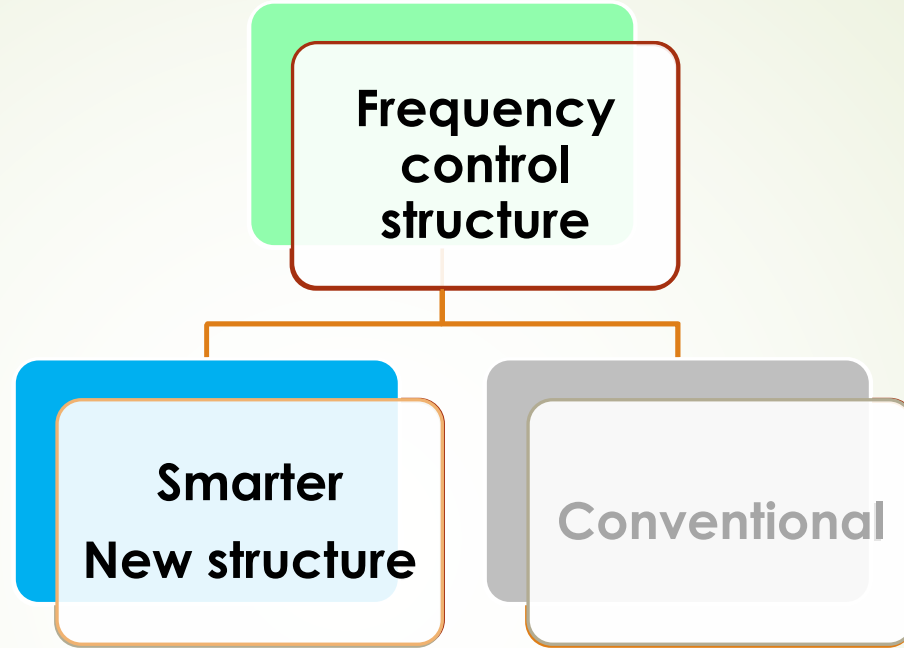 Frequency
control
structure
Smarter
New structure
Conventional